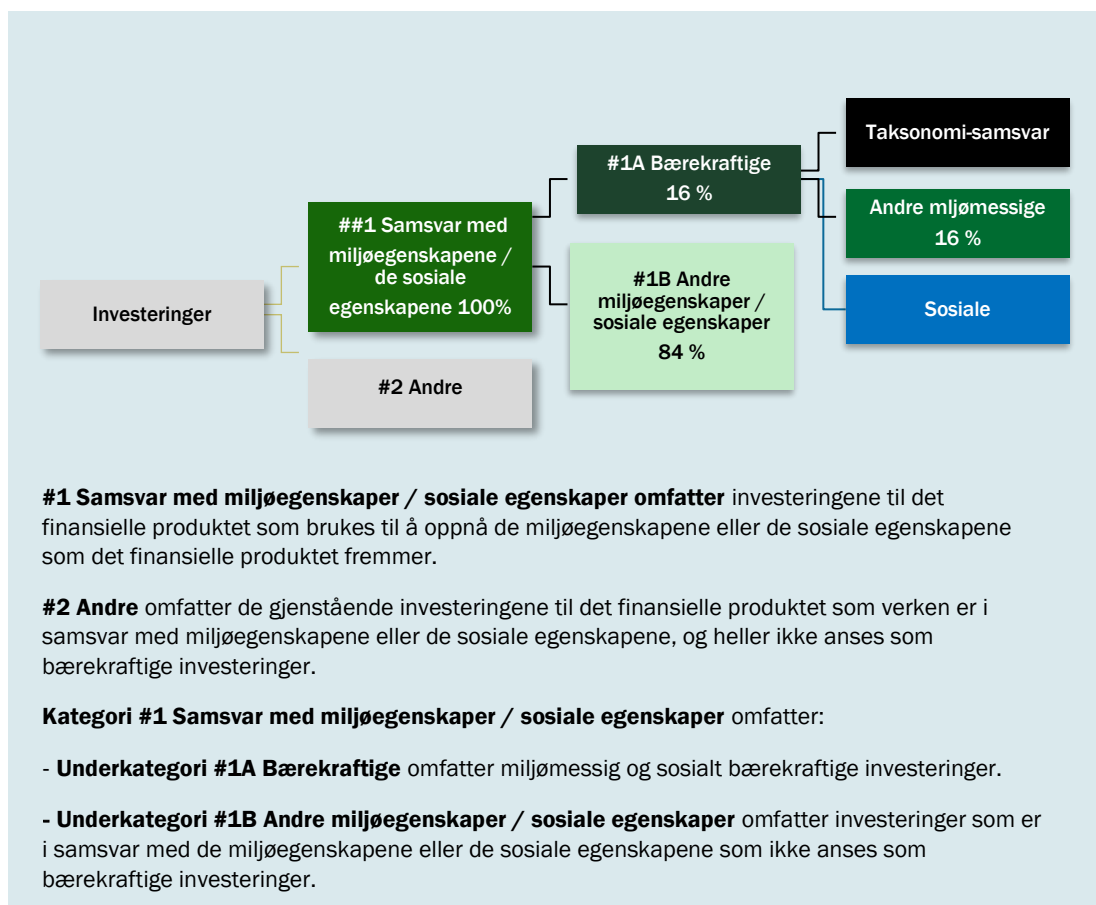 Investeringer
##1 Samsvar med
miljøegenskapene /
de sosiale
egenskapene 100%
#2 Andre
#1A Bærekraftige
16 %
#1B Andre
miljøegenskaper /
sosiale egenskaper
84 %
Taksonomi-samsvar
Andre mljømessige
16 %
Sosiale
#1 Samsvar med miljøegenskaper / sosiale egenskaper omfatter investeringene til det
finansielle produktet som brukes til å oppnå de miljøegenskapene eller de sosiale egenskapene
som det finansielle produktet fremmer.
#2 Andre omfatter de gjenstående investeringene til det finansielle produktet som verken er i
samsvar med miljøegenskapene eller de sosiale egenskapene, og heller ikke anses som
bærekraftige investeringer.
Kategori #1 Samsvar med miljøegenskaper / sosiale egenskaper omfatter:
- Underkategori #1A Bærekraftige omfatter miljømessig og sosialt bærekraftige investeringer.
- Underkategori #1B Andre miljøegenskaper / sosiale egenskaper omfatter investeringer som er
i samsvar med de miljøegenskapene eller de sosiale egenskapene som ikke anses som
bærekraftige investeringer.